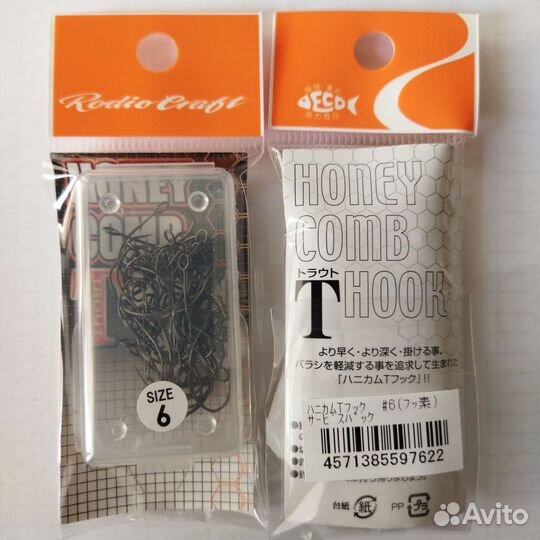 Rodio Craft
HONEY
COMB
SIZE
6
ECO
HONEY
COMB
トラウト
T HOOK
より早く・より深く・掛ける事、
バラシを軽減する事を追求して生まれた
「ハニカムTフック」!!
ハニカムTフック #6(フッ素)
サービスパック
4571385597622
台紙 紙 PP プラ
Avito